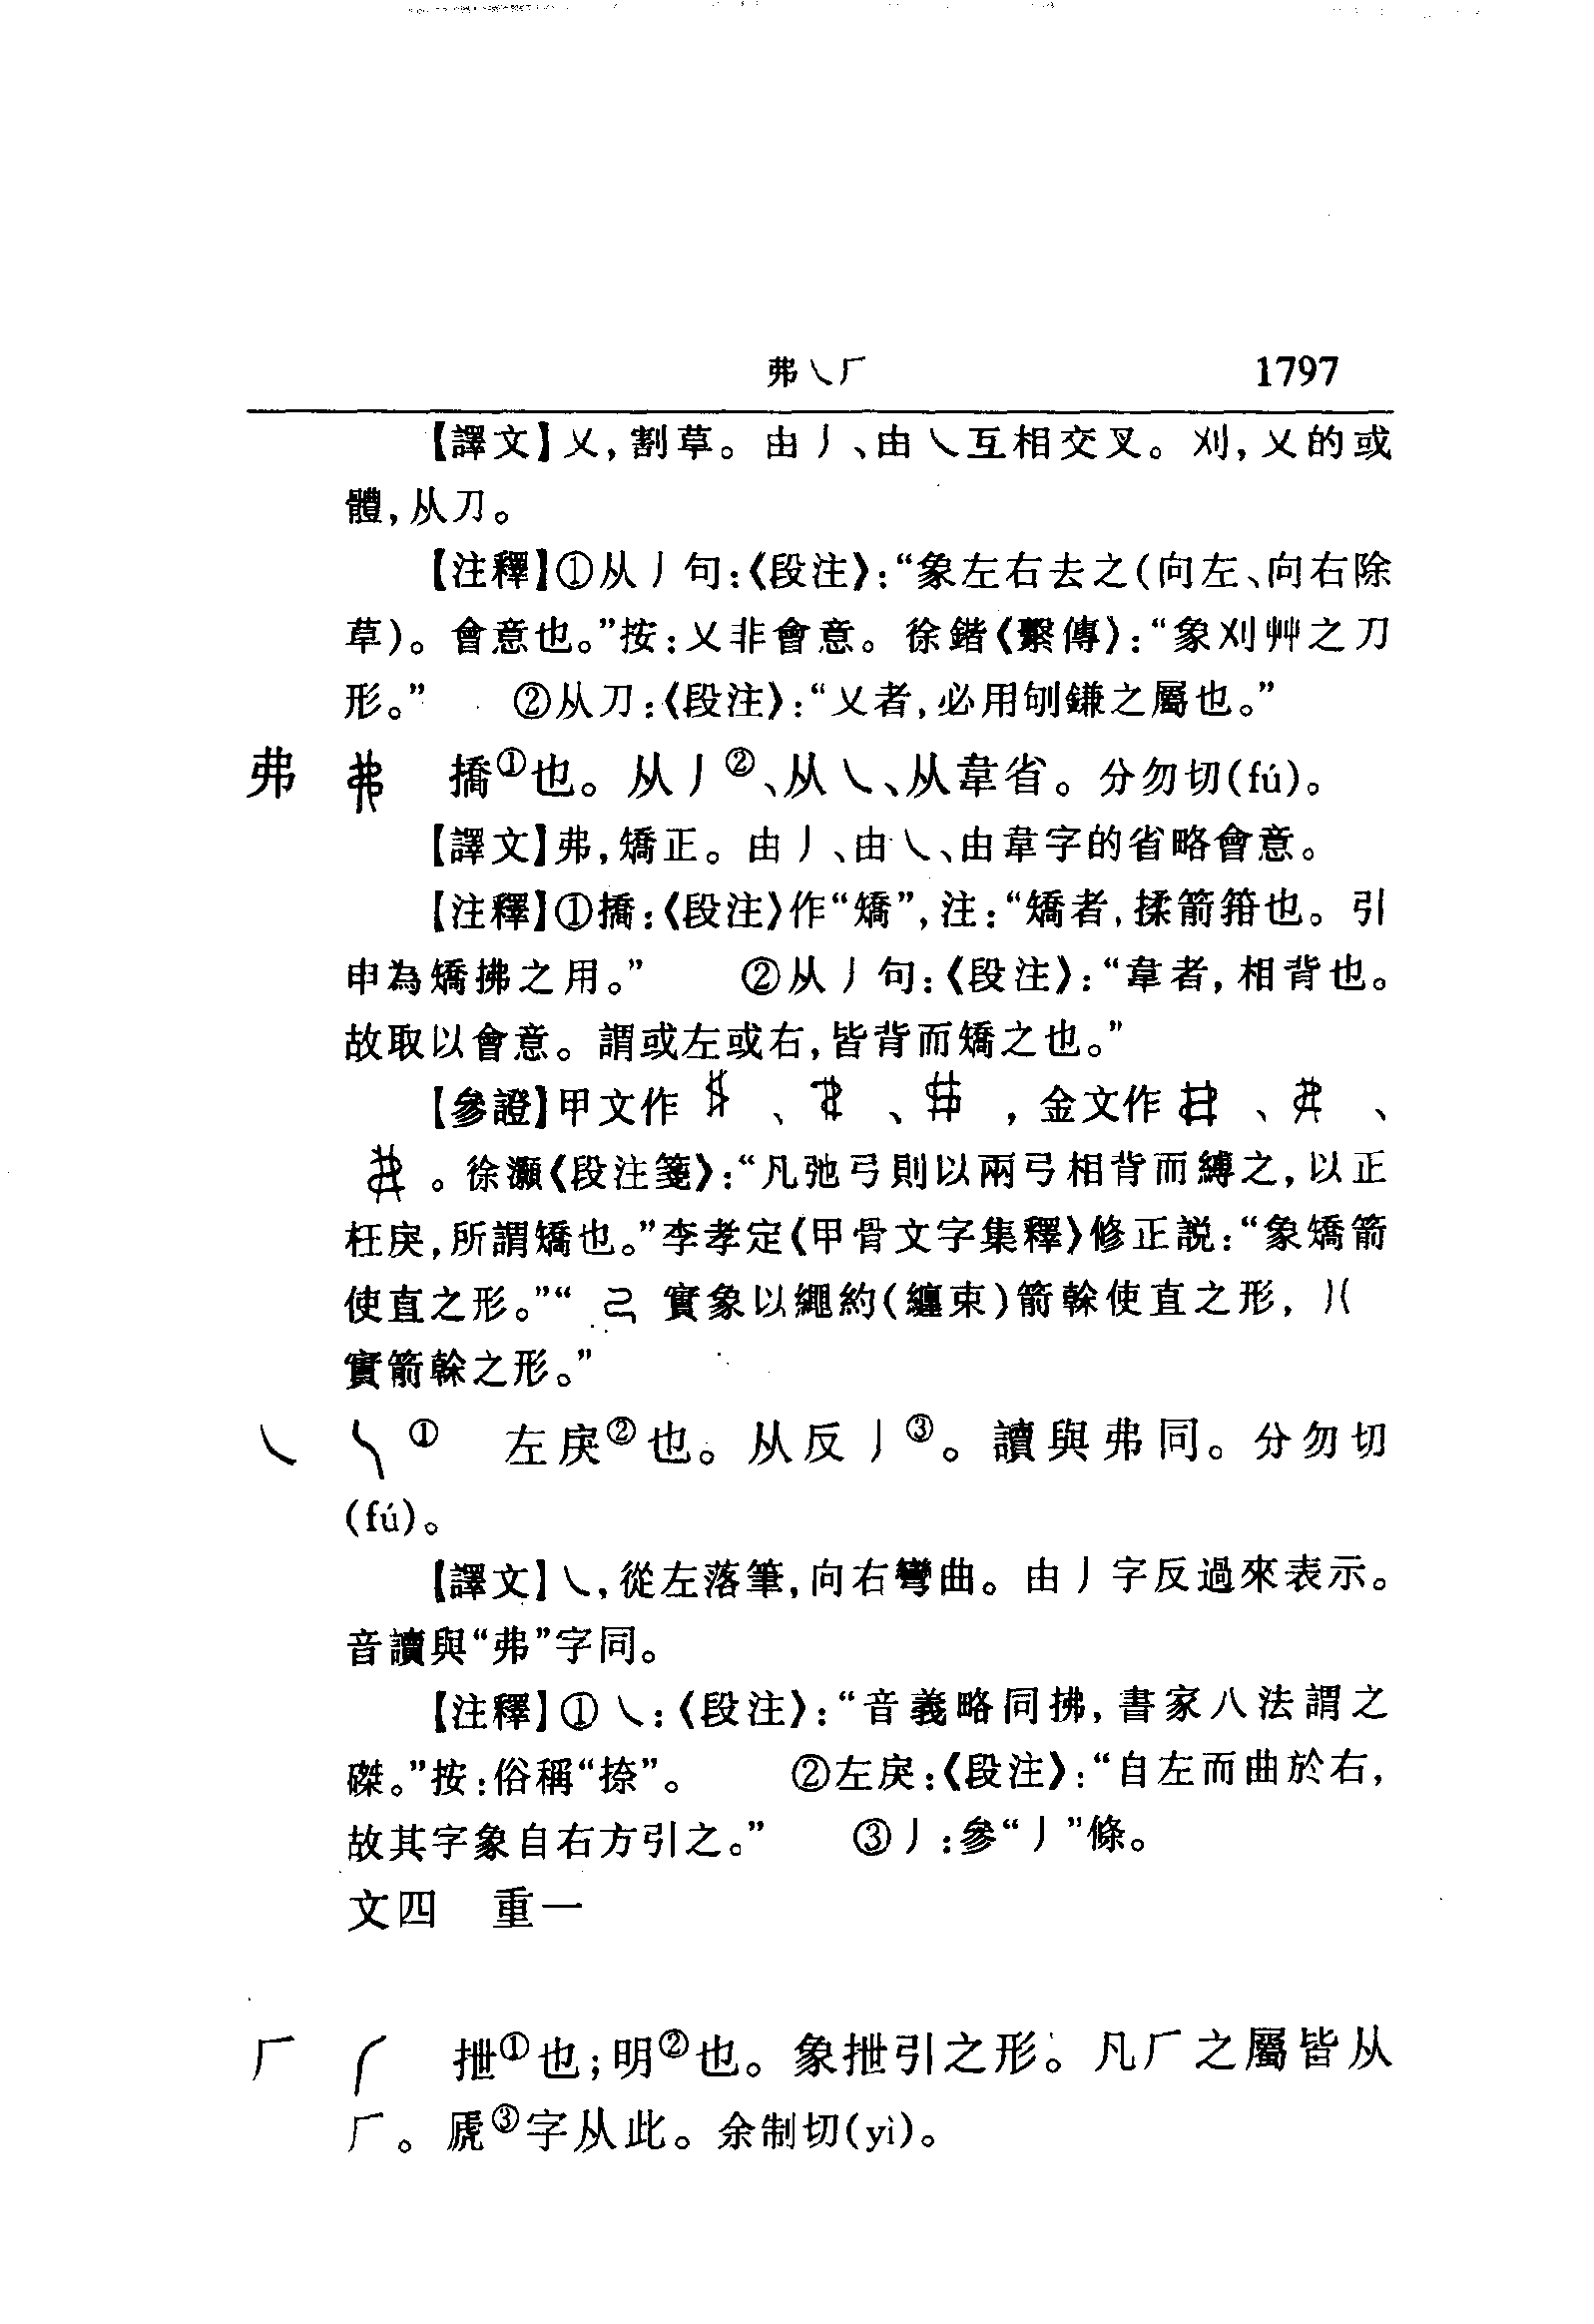 弗乀𠂆 1797
【譯文】乂，割草。由丿、由乀互相交叉。刈，乂的或
體，从刀。
【注釋】①从丿句：《段注》：“象左右去之（向左、向右除
草）。會意也。”按：乂非會意。徐鍇《繫傳》：“象刈艸之刀
形。” ②从刀：《段注》：“乂者，必用刎鎌之屬也。”
弗 撟①也。从丿②、从乀、从韋省。分勿切(fú)。
【譯文】弗，矯正。由丿、由乀、由韋字的省略會意。
【注釋】①撟：《段注》作“矯”，注：“矯者，揉箭箝也。引
申為矯拂之用。” ②从丿句：《段注》：“韋者，相背也。
故取以會意。謂或左或右，皆背而矯之也。”
【參證】甲文作 、 、 ，金文作 、 、
。徐灝《段注箋》：“凡弛弓則以兩弓相背而縛之，以正
枉戾，所謂矯也。”李孝定《甲骨文字集釋》修正説：“象矯箭
使直之形。”“ 實象以繩約（纏束）箭榦使直之形，
實箭榦之形。”
乀 ① 左戾②也。从反丿③。讀與弗同。分勿切
(fú)。
【譯文】乀，從左落筆，向右彎曲。由丿字反過來表示。
音讀與“弗”字同。
【注釋】①乀：《段注》：“音義略同拂，書家八法謂之
磔。”按：俗稱“捺”。 ②左戾：《段注》：“自左而曲於右，
故其字象自右方引之。” ③丿：參“丿”條。
文四 重一
𠂆 抴①也；明②也。象抴引之形。凡𠂆之屬皆从
𠂆。虒③字从此。余制切(yì)。